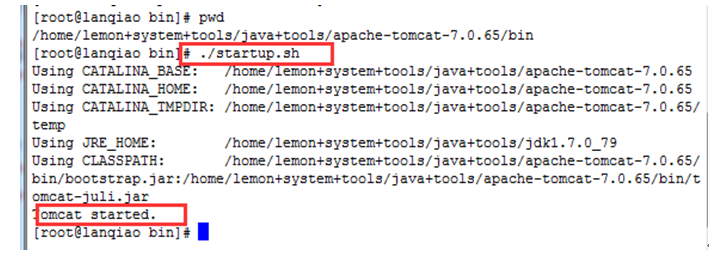 [root@lanqiao bin]# pwd
/home/lemon+system+tools/java+tools/apache-tomcat-7.0.65/bin
[root@lanqiao bin]# ./startup.sh
Using CATALINA_BASE:   /home/lemon+system+tools/java+tools/apache-tomcat-7.0.65
Using CATALINA_HOME:   /home/lemon+system+tools/java+tools/apache-tomcat-7.0.65
Using CATALINA_TMPDIR: /home/lemon+system+tools/java+tools/apache-tomcat-7.0.65/
temp
Using JRE_HOME:        /home/lemon+system+tools/java+tools/jdk1.7.0_79
Using CLASSPATH:       /home/lemon+system+tools/java+tools/apache-tomcat-7.0.65/
bin/bootstrap.jar:/home/lemon+system+tools/java+tools/apache-tomcat-7.0.65/bin/t
omcat-juli.jar
Tomcat started.
[root@lanqiao bin]#